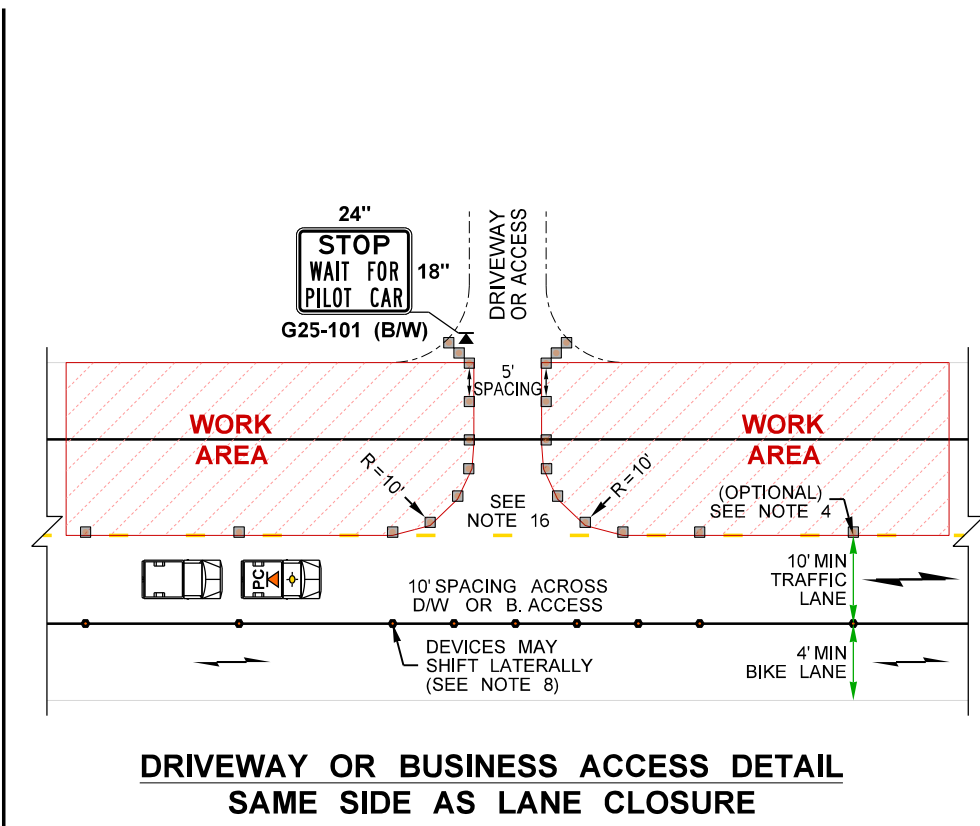 24"
STOP
WAIT FOR
PILOT CAR
18"
G25-101 (B/W)
DRIVEWAY
OR ACCESS
5'
SPACING
WORK
AREA
WORK
AREA
R=10'
R=10'
SEE
NOTE 16
(OPTIONAL)
SEE NOTE 4
PC
10' SPACING ACROSS
D/W OR B. ACCESS
10' MIN
TRAFFIC
LANE
DEVICES MAY
SHIFT LATERALLY
(SEE NOTE 8)
4' MIN
BIKE LANE
DRIVEWAY OR BUSINESS ACCESS DETAIL
SAME SIDE AS LANE CLOSURE